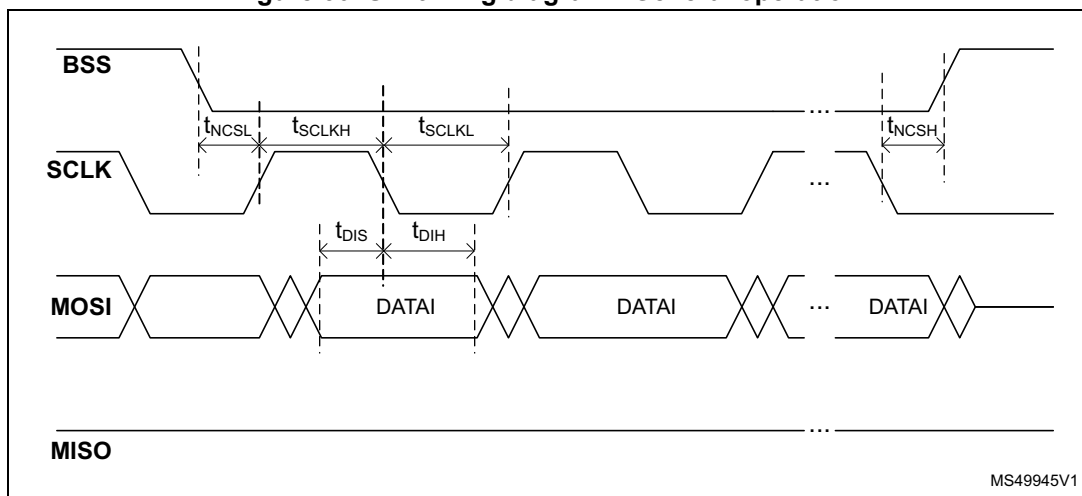 BSS
...
tNCSL tSCLKH tSCLKL tNCSH
SCLK
...
tDIS tDIH
MOSI DATAI DATAI ... DATAI
...
MISO
MS49945V1